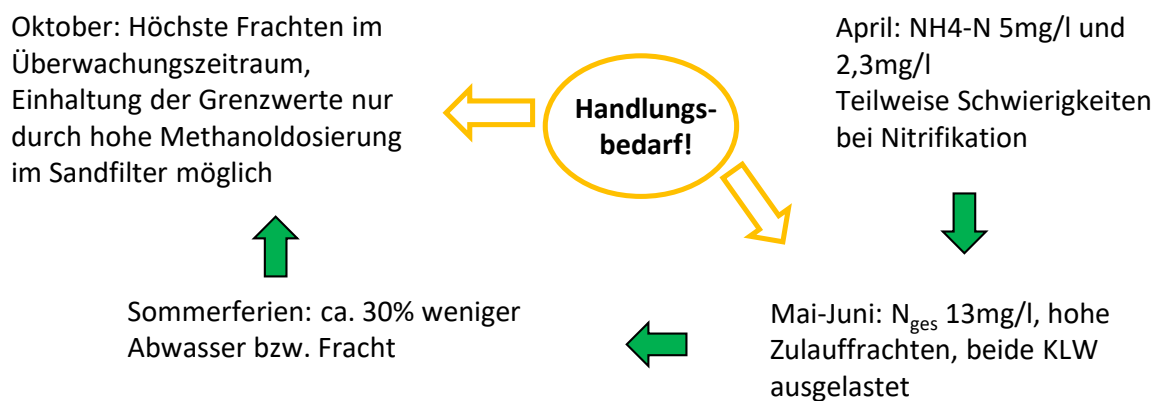 Oktober: Höchste Frachten im
Überwachungszeitraum,
Einhaltung der Grenzwerte nur
durch hohe Methanoldosierung
im Sandfilter möglich
Handlungs-
bedarf!
April: NH4-N 5mg/l und
2,3mg/l
Teilweise Schwierigkeiten
bei Nitrifikation
Sommerferien: ca. 30% weniger
Abwasser bzw. Fracht
Mai-Juni: Nges 13mg/l, hohe
Zulauffrachten, beide KLW
ausgelastet